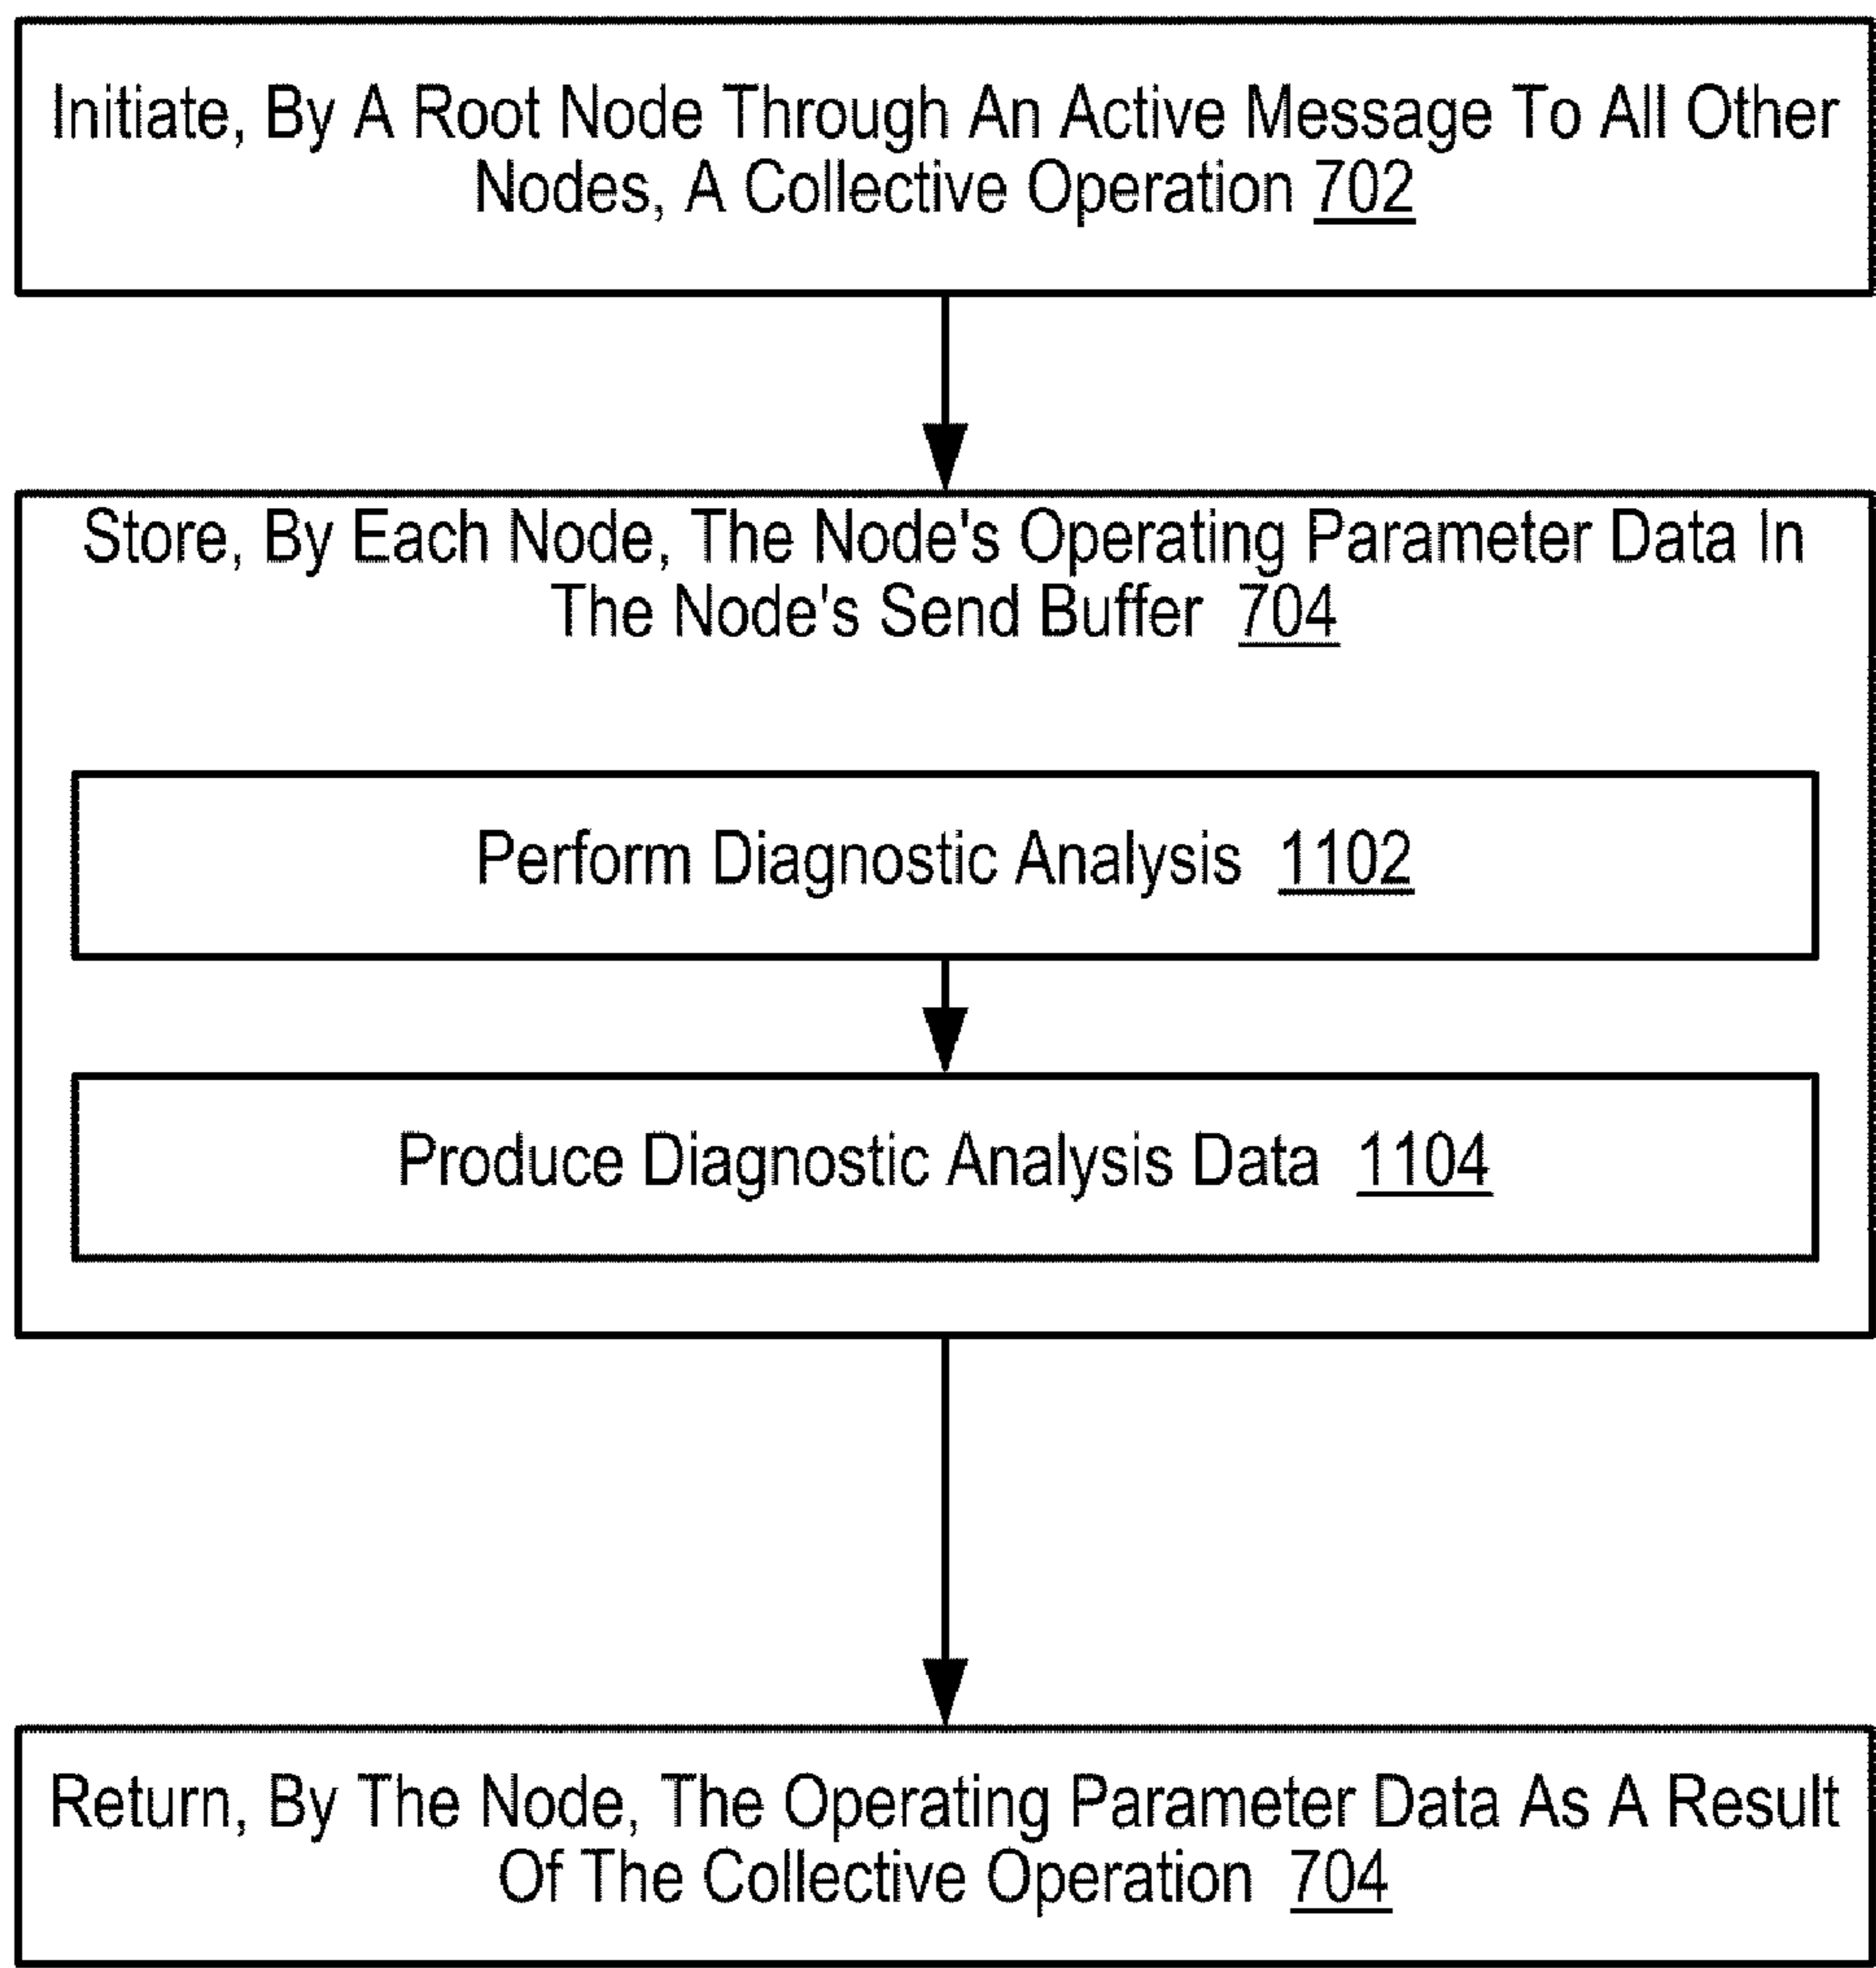 Initiate, By A Root Node Through An Active Message To All Other
Nodes, A Collective Operation 702
Store, By Each Node, The Node's Operating Parameter Data In
The Node's Send Buffer 704
Perform Diagnostic Analysis 1102
Produce Diagnostic Analysis Data 1104
Return, By The Node, The Operating Parameter Data As A Result
Of The Collective Operation 704